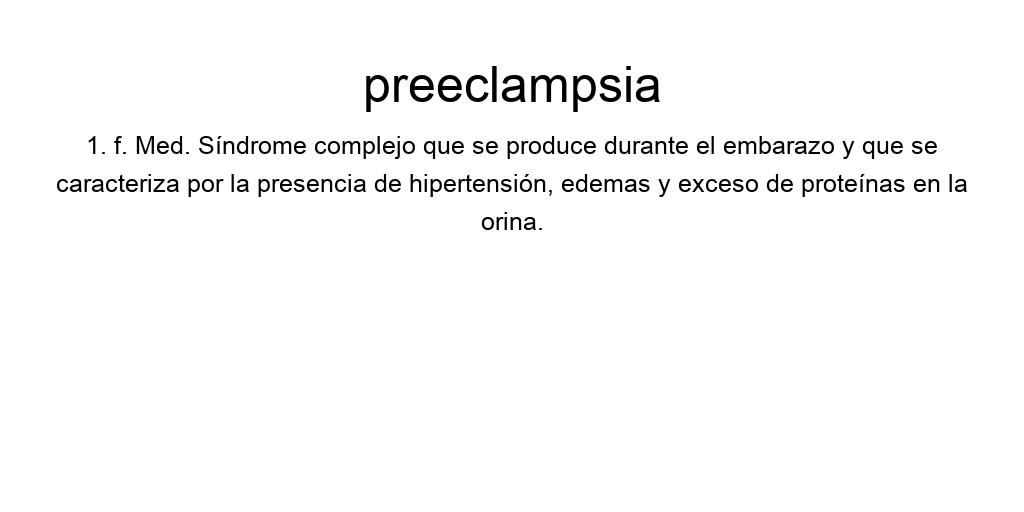 preeclampsia
1. f. Med. Síndrome complejo que se produce durante el embarazo y que se
caracteriza por la presencia de hipertensión, edemas y exceso de proteínas en la
orina.